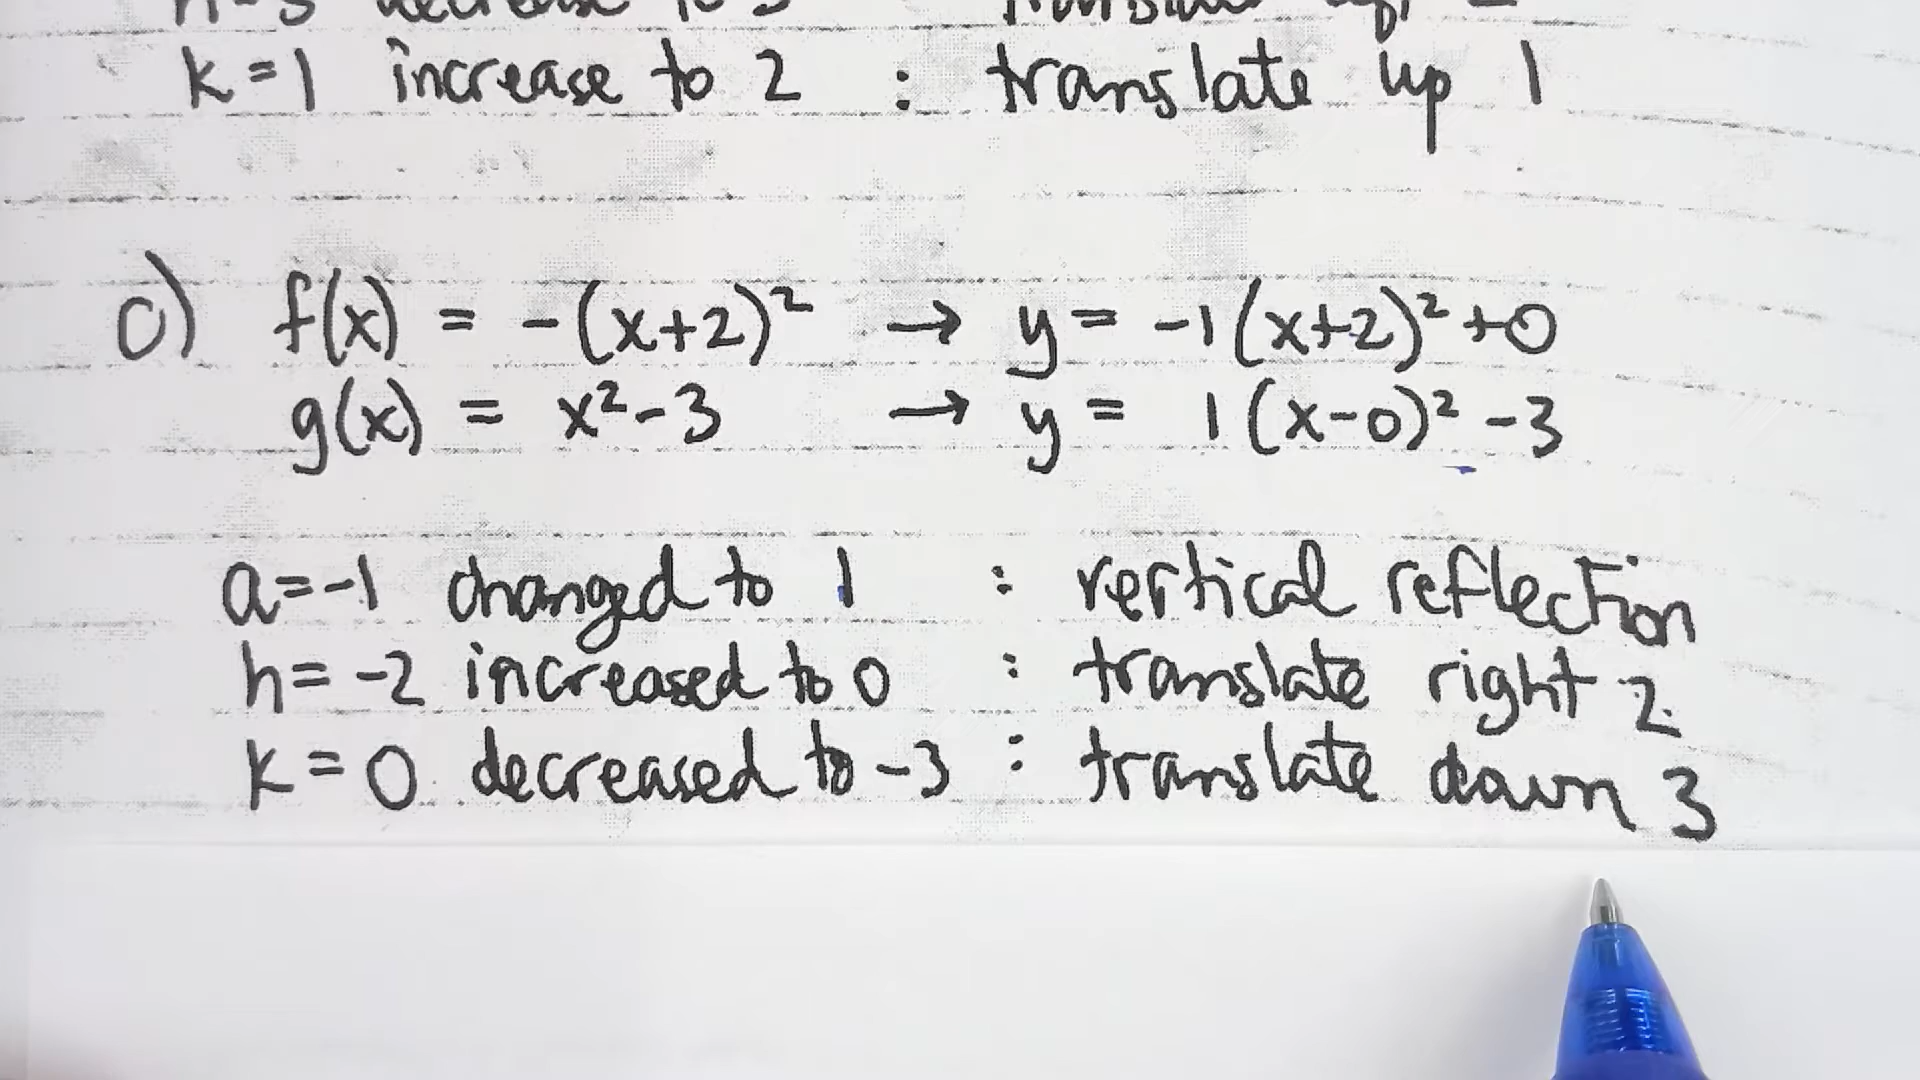 k=1 increase to 2 : translate up 1
c) f(x) = -(x+2)² → y = -1(x+2)² +0
g(x) = x²-3 → y = 1(x-0)² -3
a=-1 changed to 1 : vertical reflection
h= -2 increased to 0 : translate right 2
k=0 decreased to -3 : translate down 3